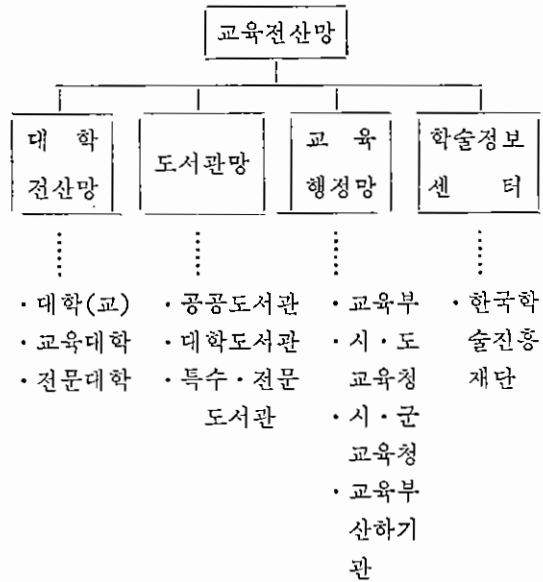 교육전산망
대 학
전산망
도서관망
교 육
행정망
학술정보
센 터
· 대학(교)
· 교육대학
· 전문대학
· 공공도서관
· 대학도서관
· 특수 · 전문
도서관
· 교육부
· 시 · 도
교육청
· 시 · 군
교육청
· 교육부
산하기
관
· 한국학
술진흥
재단